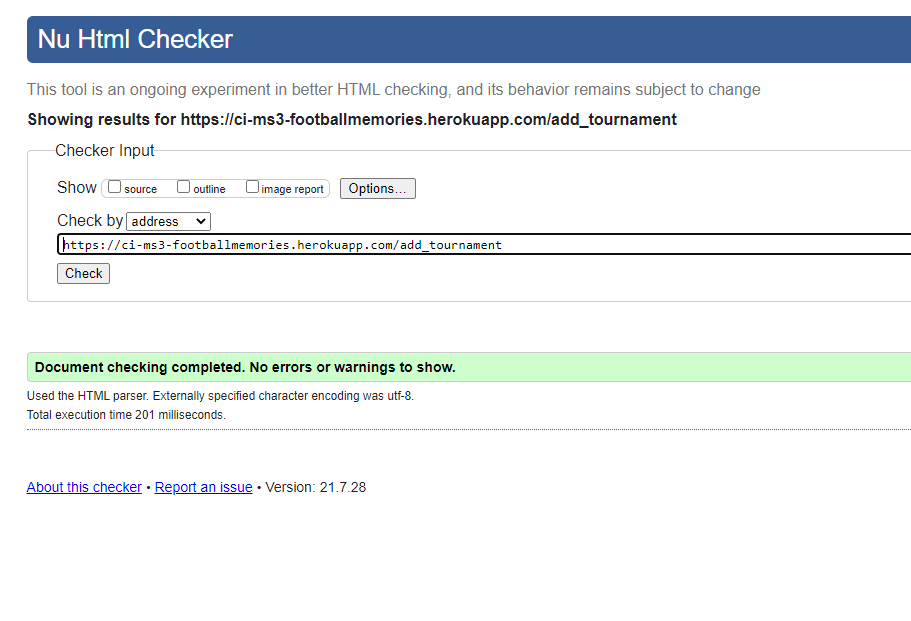 Nu Html Checker
This tool is an ongoing experiment in better HTML checking, and its behavior remains subject to change
Showing results for https://ci-ms3-footballmemories.herokuapp.com/add_tournament
Checker Input
Show source outline image report Options...
Check by address
https://ci-ms3-footballmemories.herokuapp.com/add_tournament
Check
Document checking completed. No errors or warnings to show.
Used the HTML parser. Externally specified character encoding was utf-8.
Total execution time 201 milliseconds.
About this checker • Report an issue • Version: 21.7.28